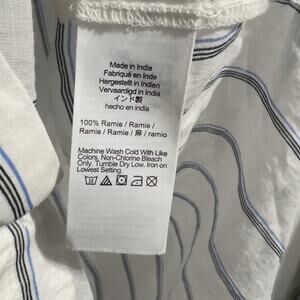 Made in India
Fabriqué en Inde
Hergestellt in Indien
Vervaardigd in India
インド製
hecho en india
100% Ramie / Ramie /
Ramie / Ramie / 麻 / ramio
Machine Wash Cold With Like
Colors, Non-Chlorine Bleach
Only, Tumble Dry Low. Iron on
Lowest Setting.